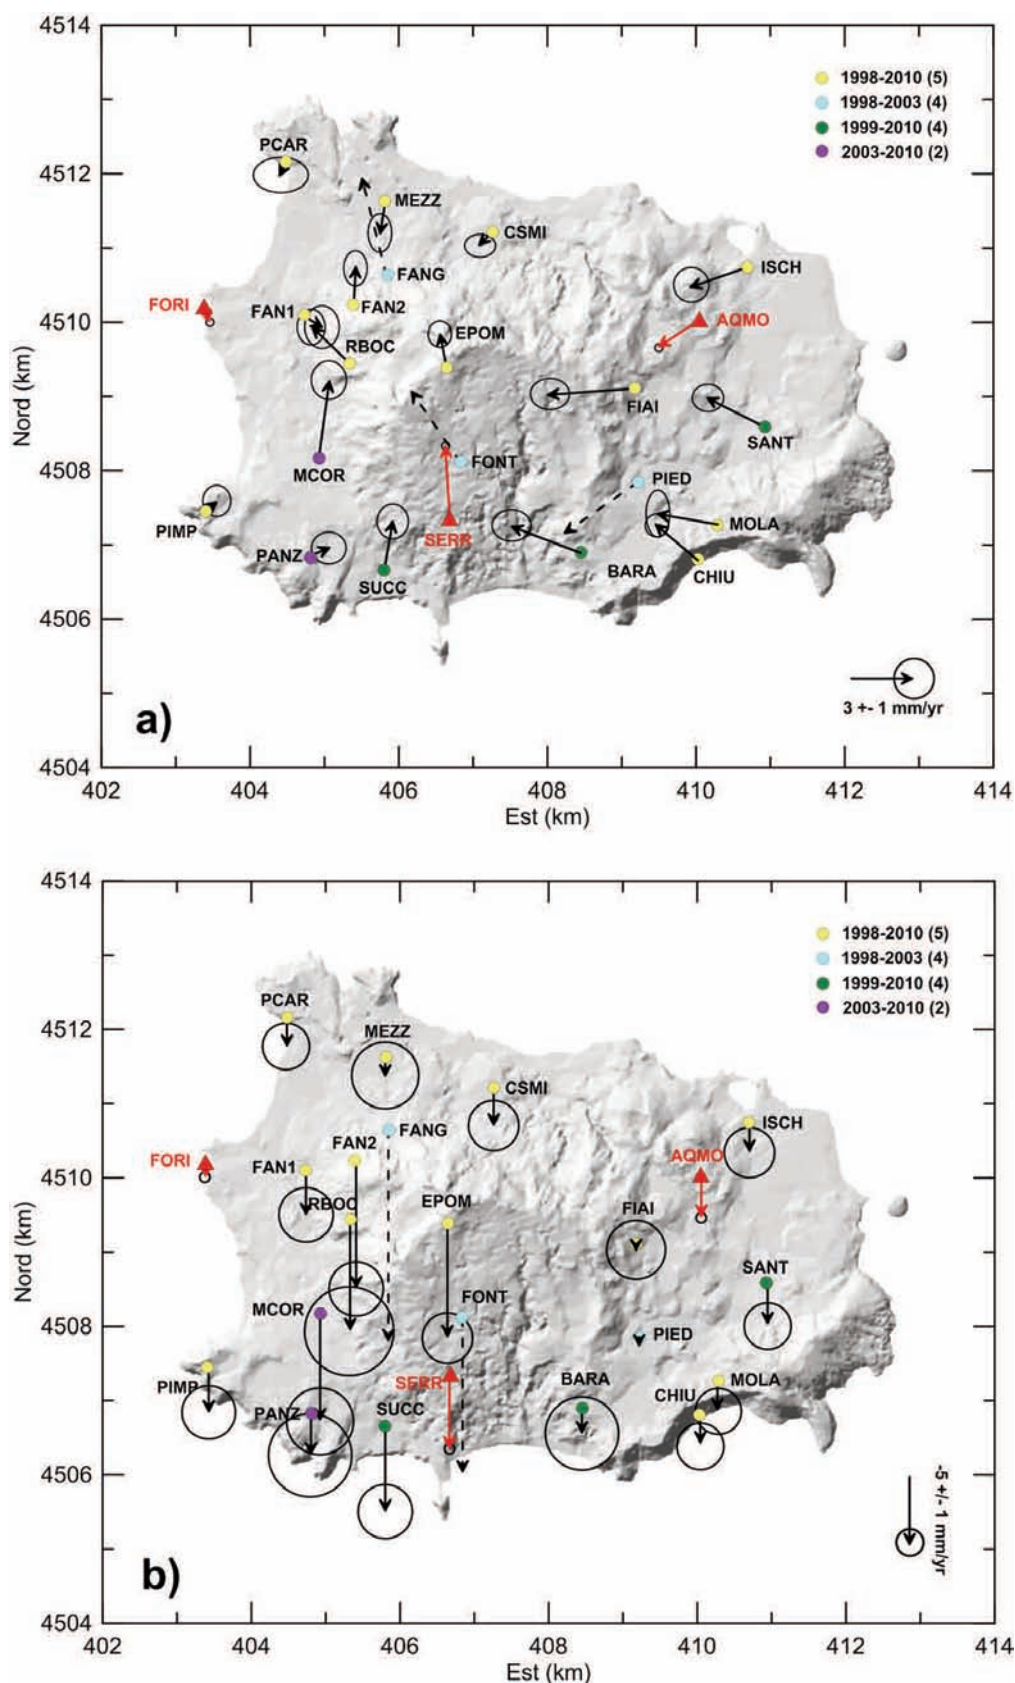 4514
1998-2010 (5)
1998-2003 (4)
1999-2010 (4)
2003-2010 (2)
PCAR
4512
MEZZ
CSMI
ISCH
FANG
FORI
FAN1
FAN2
AQMO
4510
EPOM
RBOC
Nord (km)
FIAI
SANT
MCOR
FONT
PIED
4508
PIMP
SERR
MOLA
PANZ
SUCC
BARA
CHIU
4506
a)
3 +- 1 mm/yr
4504
402 404 406 408 410 412 414
Est (km)
4514
1998-2010 (5)
1998-2003 (4)
1999-2010 (4)
2003-2010 (2)
PCAR
4512
MEZZ
CSMI
ISCH
FAN2
FANG
FORI
FAN1
AQMO
4510
RBOC
EPOM
FIAI
Nord (km)
SANT
MCOR
FONT
4508
PIED
PIMP
SERR
BARA
MOLA
PANZ
SUCC
CHIU
4506
-5 +/- 1 mm/yr
b)
4504
402 404 406 408 410 412 414
Est (km)